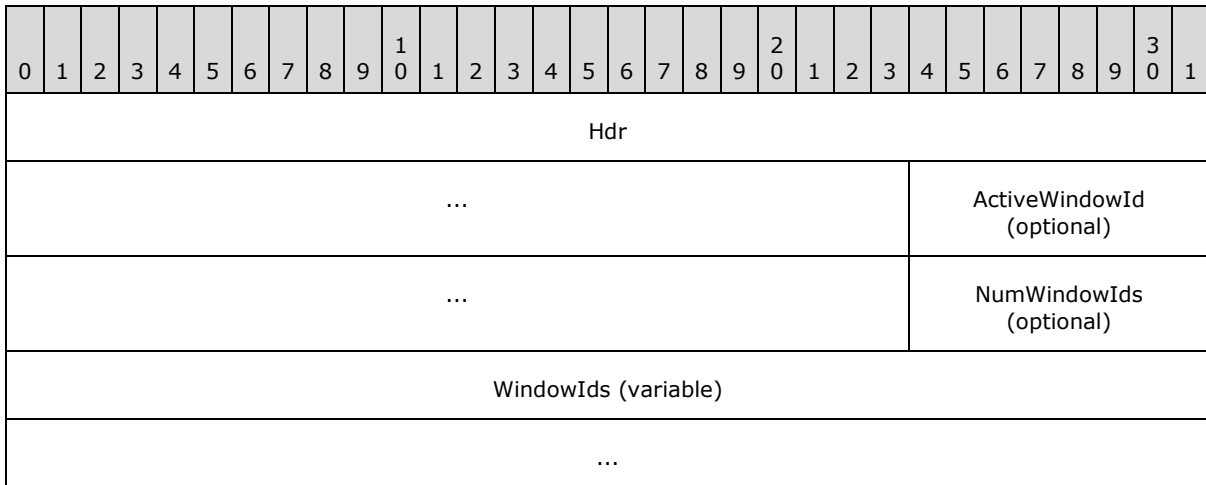 0 1 2 3 4 5 6 7 8 9 1 0 1 2 3 4 5 6 7 8 9 2 0 1 2 3 4 5 6 7 8 9 3 0 1
Hdr
...
ActiveWindowId
(optional)
...
NumWindowIds
(optional)
WindowIds (variable)
...